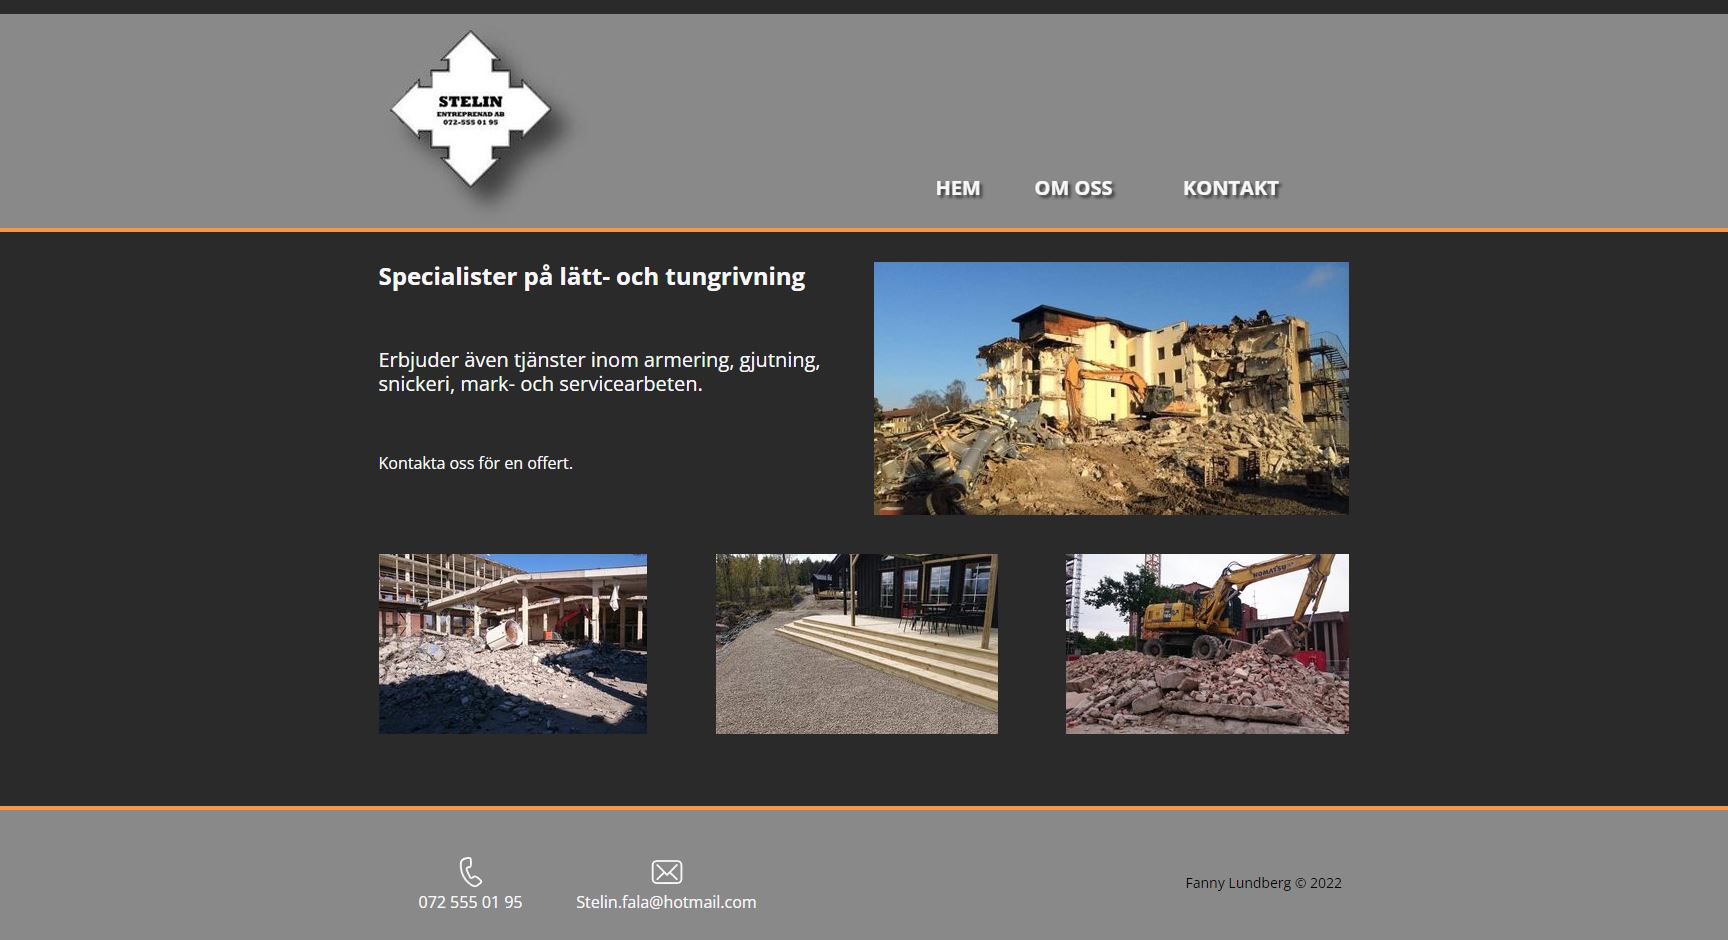 STELIN
ENTREPRENAD AB
072-555 01 95
HEM OM OSS KONTAKT
Specialister på lätt- och tungrivning
Erbjuder även tjänster inom armering, gjutning,
snickeri, mark- och servicearbeten.
Kontakta oss för en offert.
KOMATSU
072 555 01 95
Stelin.fala@hotmail.com
Fanny Lundberg © 2022